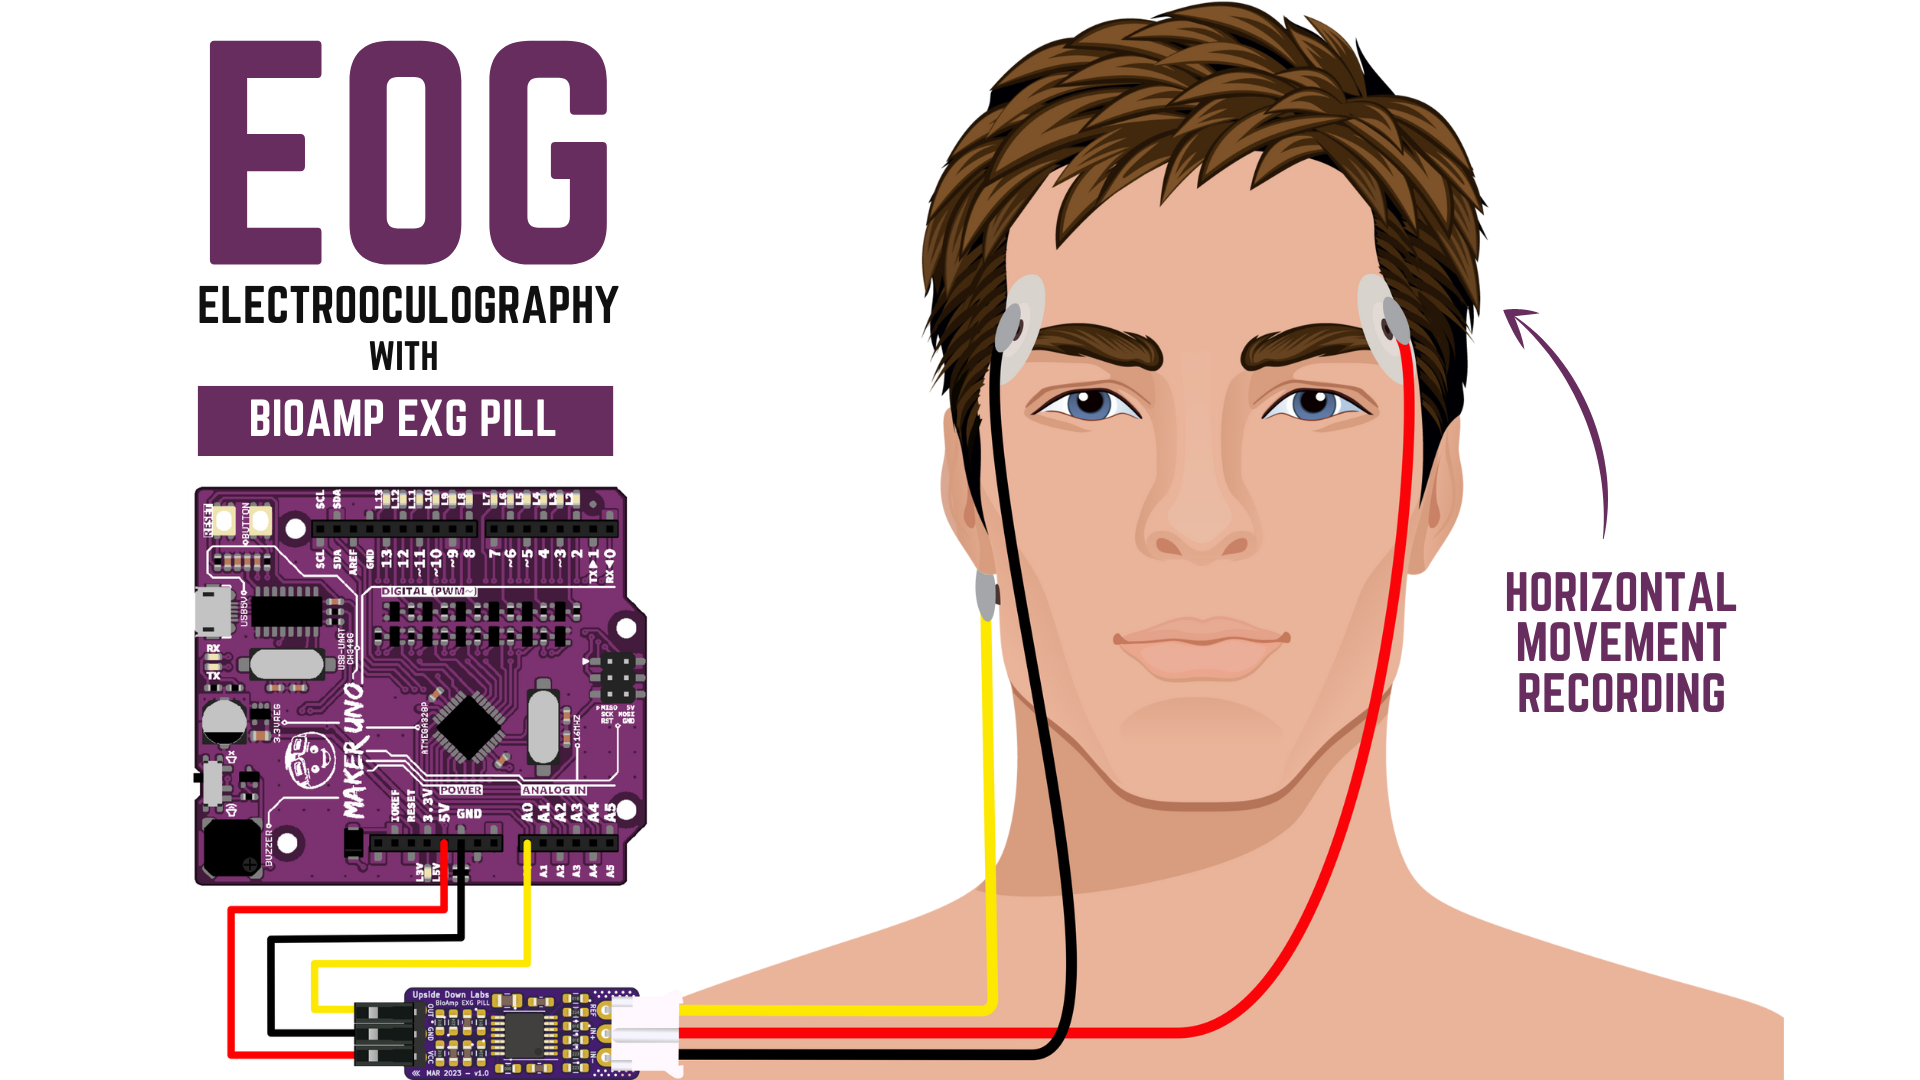 EOG
ELECTROOCULOGRAPHY
WITH
BIOAMP EXG PILL
SCL SDA L13 L12 L11 L10 L9 L8 L7 L6 L5 L4 L3 L2
RESET
BUTTON
SCL SDA AREF GND 13 12 ~11 ~10 ~9 8 7 ~6 ~5 4 ~3 2 TX▶1 RX◀0
DIGITAL (PWM~)
USB-UART
CH340G
RX
TX
3.3V REG
MAKER UNO
ATMEGA328P
16MHZ
▶MISO 5V
SCK MOSI
RST GND
POWER
ANALOG IN
IOREF RESET 3.3V 5V GND A0 A1 A2 A3 A4 A5
BUZZER
L3V L5V A1 A2 A3 A4 A5
Upside Down Labs
BioAmp EXG PILL
OUT GND VCC
REF IN+ IN-
MAR 2023 - v1.0
HORIZONTAL
MOVEMENT
RECORDING